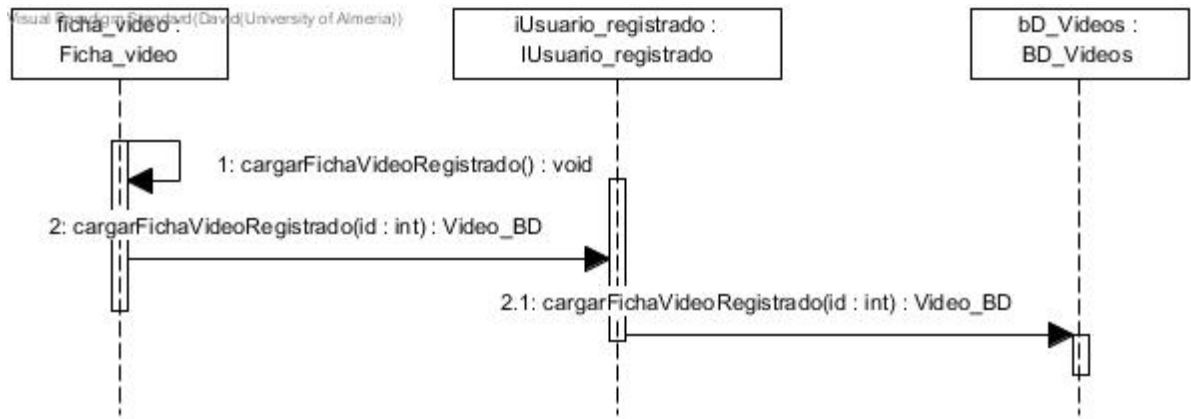 Visual Paradigm Standard(David(University of Almeria))
ficha_video :
Ficha_video
iUsuario_registrado :
IUsuario_registrado
bD_Videos :
BD_Videos
1: cargarFichaVideoRegistrado() : void
2: cargarFichaVideoRegistrado(id : int) : Video_BD
2.1: cargarFichaVideoRegistrado(id : int) : Video_BD